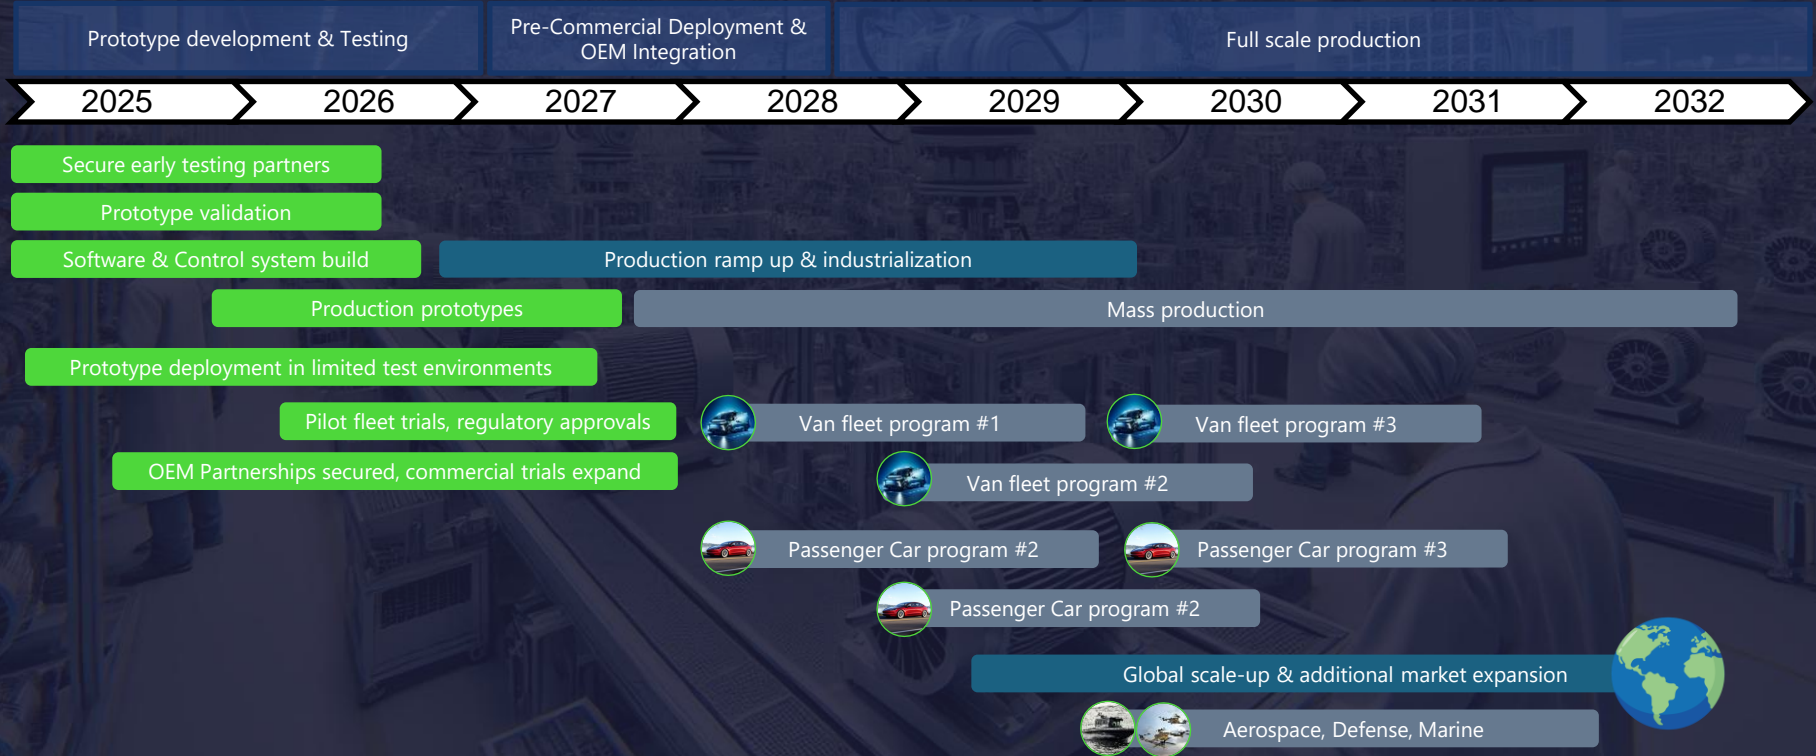 Prototype development & Testing
Pre-Commercial Deployment &
OEM Integration
Full scale production
2025
2026
2027
2028
2029
2030
2031
2032
Secure early testing partners
Prototype validation
Software & Control system build
Production ramp up & industrialization
Production prototypes
Mass production
Prototype deployment in limited test environments
Pilot fleet trials, regulatory approvals
Van fleet program #1
Van fleet program #3
OEM Partnerships secured, commercial trials expand
Van fleet program #2
Passenger Car program #2
Passenger Car program #3
Passenger Car program #2
Global scale-up & additional market expansion
Aerospace, Defense, Marine